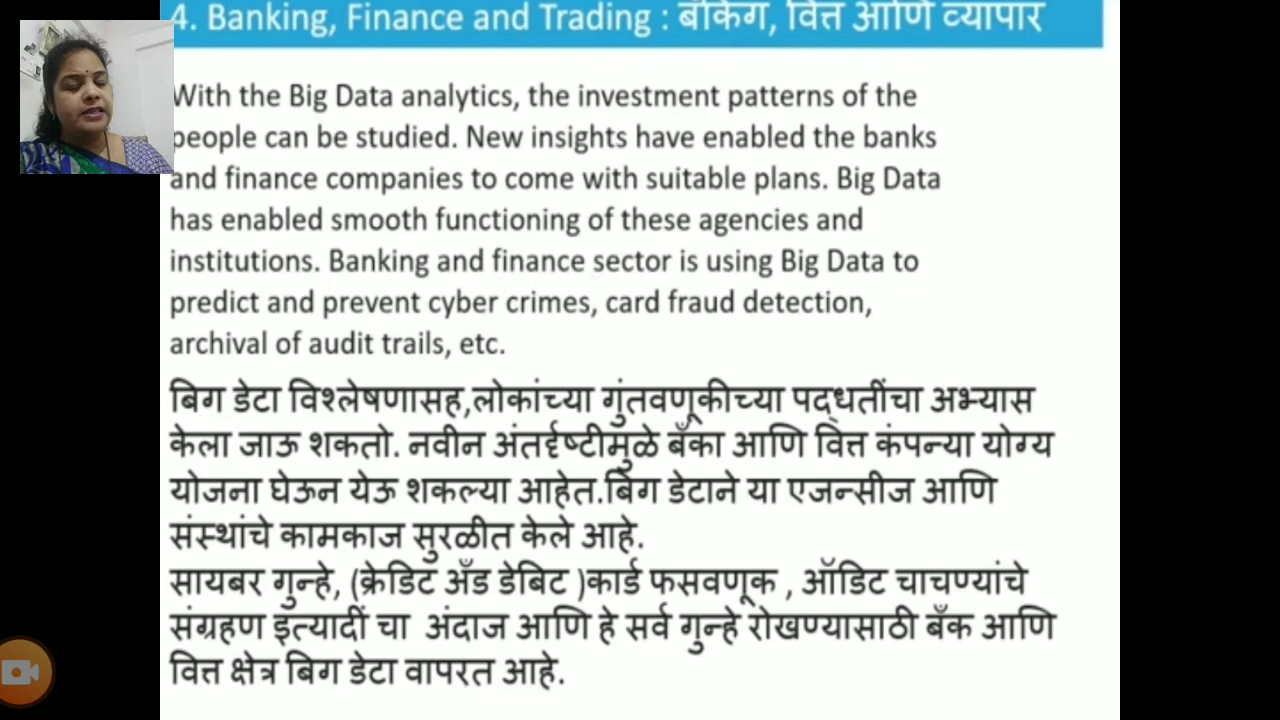 4. Banking, Finance and Trading : बँकिंग, वित्त आणि व्यापार
With the Big Data analytics, the investment patterns of the
people can be studied. New insights have enabled the banks
and finance companies to come with suitable plans. Big Data
has enabled smooth functioning of these agencies and
institutions. Banking and finance sector is using Big Data to
predict and prevent cyber crimes, card fraud detection,
archival of audit trails, etc.
बिग डेटा विश्लेषणासह,लोकांच्या गुंतवणूकीच्या पद्धतींचा अभ्यास
केला जाऊ शकतो. नवीन अंतर्दृष्टीमुळे बँका आणि वित्त कंपन्या योग्य
योजना घेऊन येऊ शकल्या आहेत.बिग डेटाने या एजन्सीज आणि
संस्थांचे कामकाज सुरळीत केले आहे.
सायबर गुन्हे, (क्रेडिट अँड डेबिट )कार्ड फसवणूक , ऑडिट चाचण्यांचे
संग्रहण इत्यादीं चा अंदाज आणि हे सर्व गुन्हे रोखण्यासाठी बँक आणि
वित्त क्षेत्र बिग डेटा वापरत आहे.